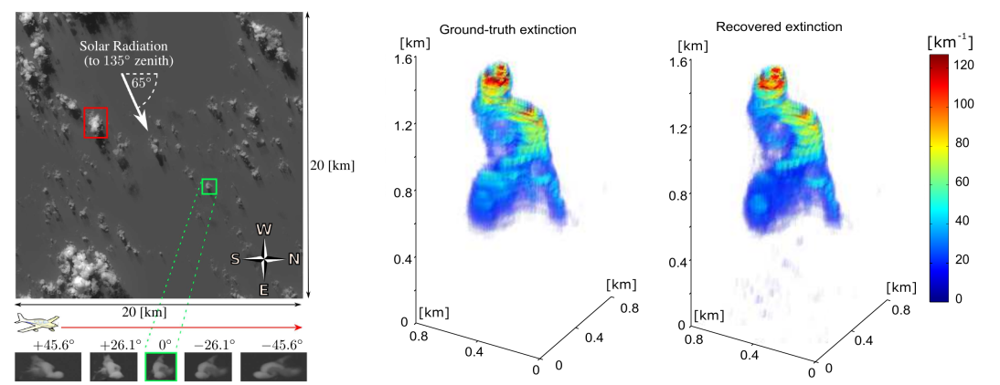 Solar Radiation
(to 135° zenith)
65°
20 [km]
W
S N
E
20 [km]
+45.6° +26.1° 0° −26.1° −45.6°
Ground-truth extinction
[km]
1.6
1.2
0.8
0.4
0
[km]
0.8
0.4
0
0
0.4
0.8
[km]
Recovered extinction
[km]
1.6
1.2
0.8
0.4
0
[km]
0.8
0.4
0
0
0.4
0.8
[km]
[km⁻¹]
120
100
80
60
40
20
0